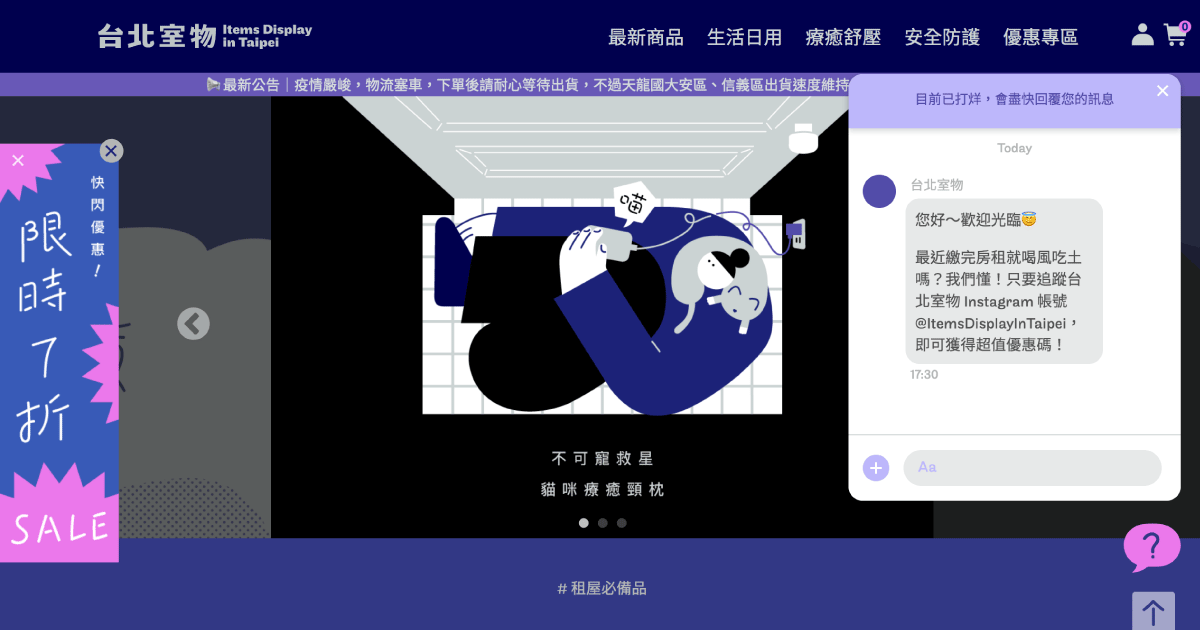 台北室物 Items Display in Taipei
最新商品 生活日用 療癒舒壓 安全防護 優惠專區
0
最新公告｜疫情嚴峻，物流塞車，下單後請耐心等待出貨，不過天龍國大安區、信義區出貨速度維持
目前已打烊，會盡快回覆您的訊息
Today
台北室物
您好～歡迎光臨😇
最近繳完房租就喝風吃土
嗎？我們懂！只要追蹤台
北室物 Instagram 帳號
@ItemsDisplayInTaipei，
即可獲得超值優惠碼！
17:30
Aa
快閃優惠！
限時7折
SALE
喵
不可寵救星
貓咪療癒頸枕
# 租屋必備品
?